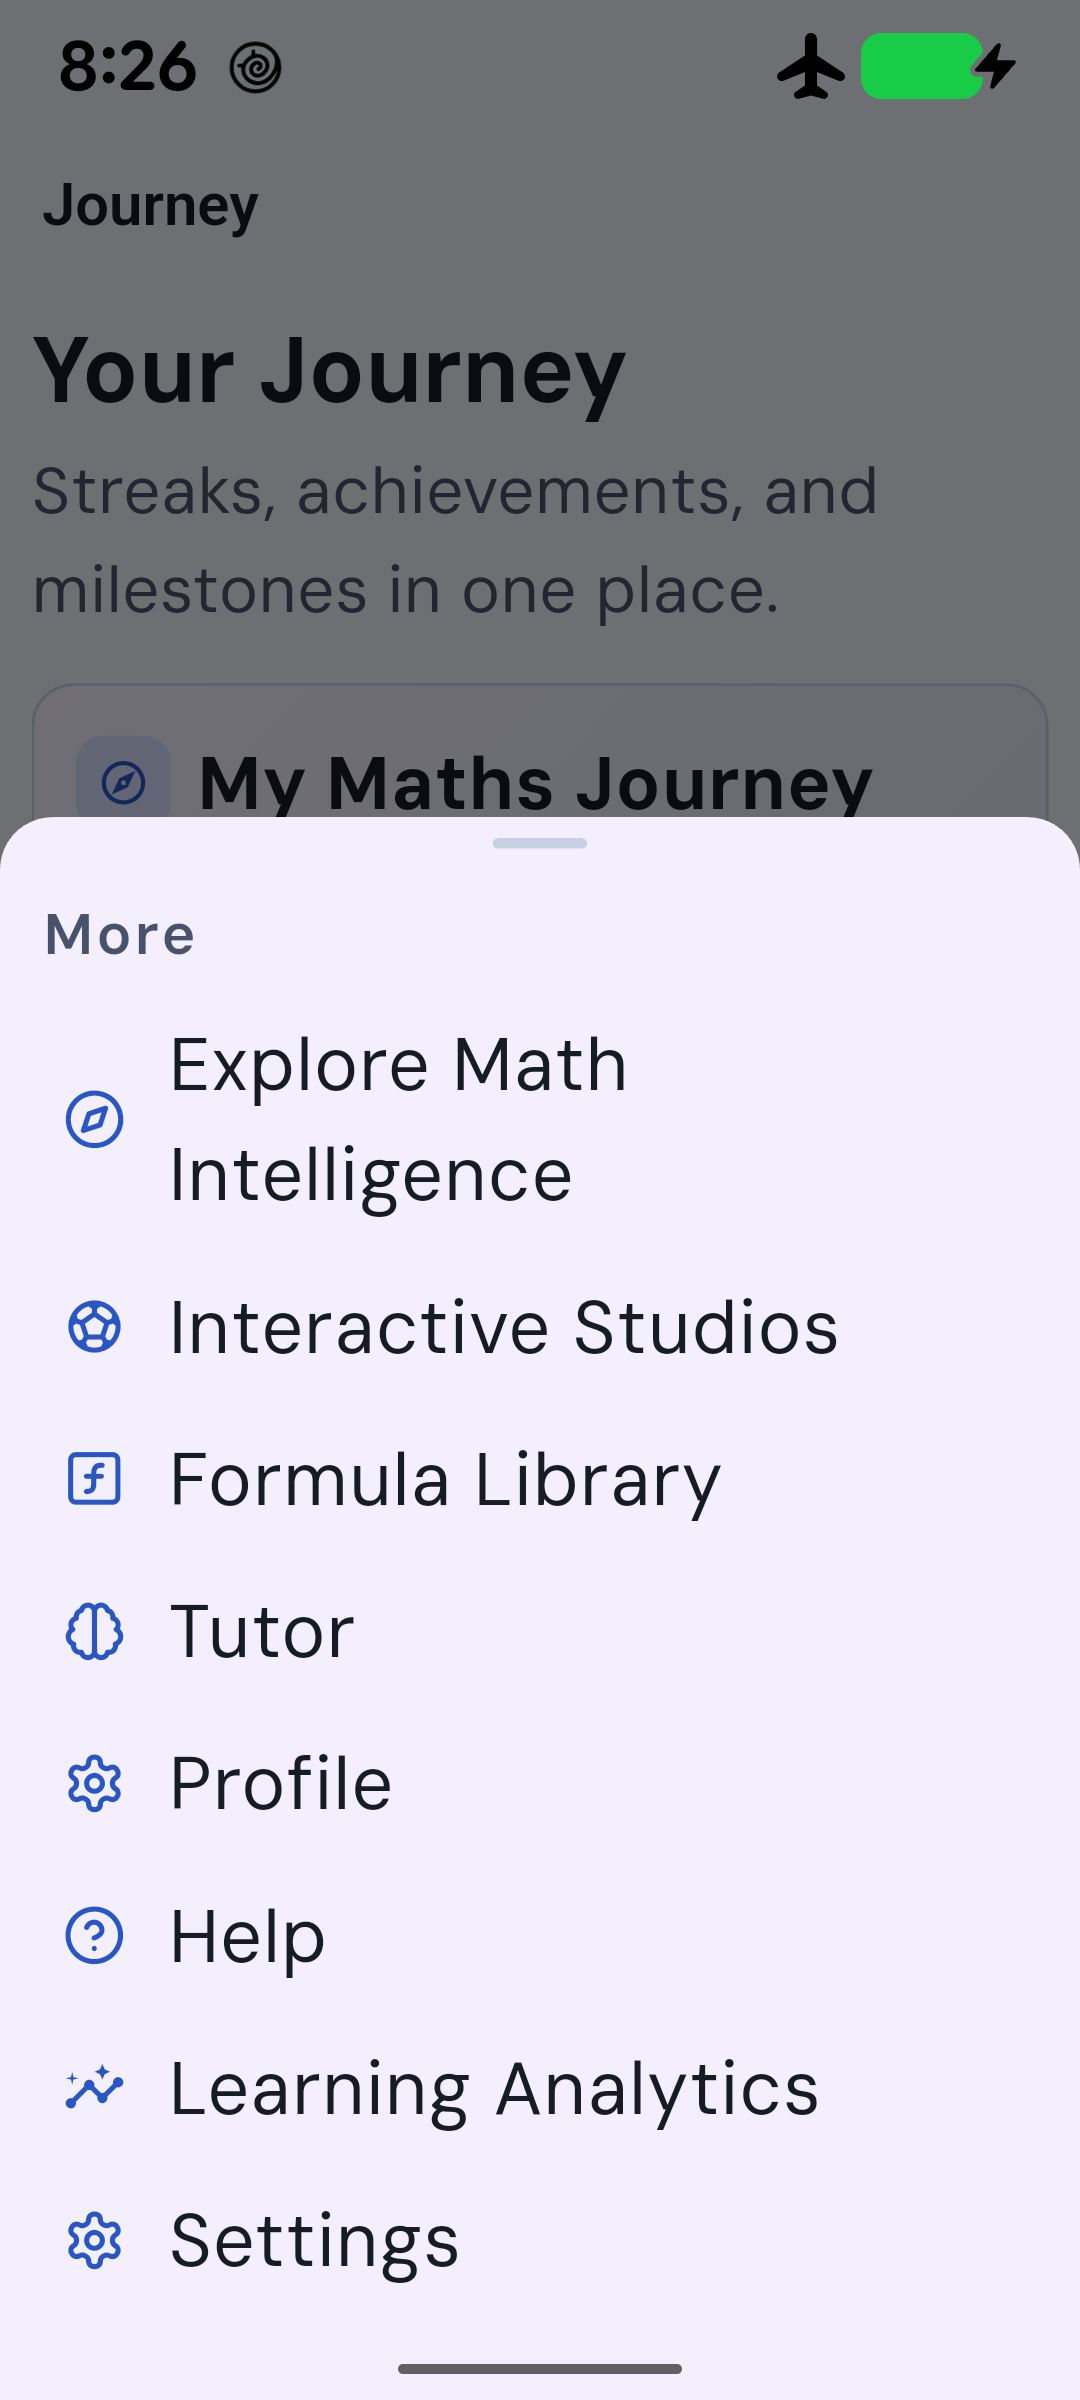 8:26
Journey
Your Journey
Streaks, achievements, and
milestones in one place.
My Maths Journey
More
Explore Math
Intelligence
Interactive Studios
Formula Library
Tutor
Profile
Help
Learning Analytics
Settings